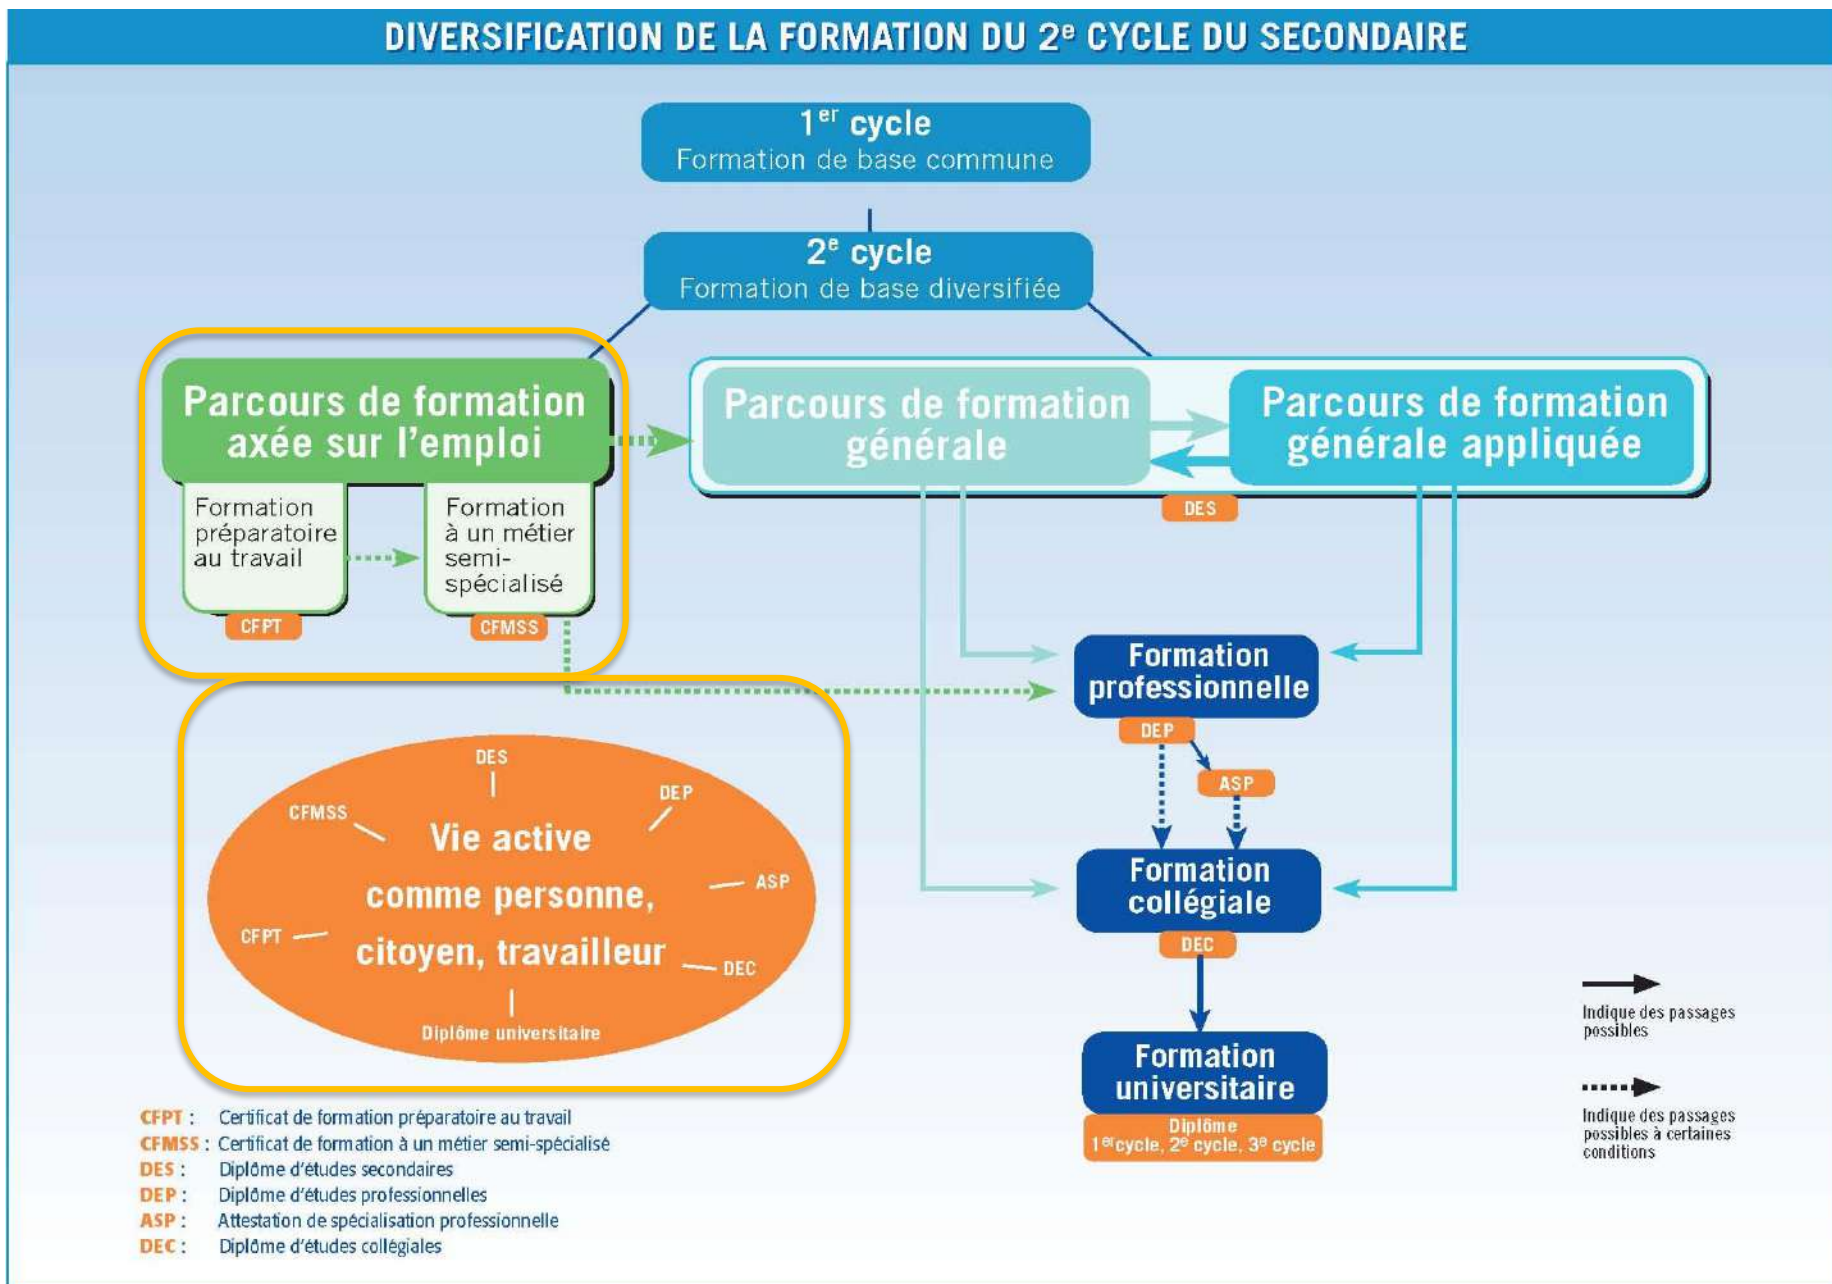 DIVERSIFICATION DE LA FORMATION DU 2e CYCLE DU SECONDAIRE
1er cycle
Formation de base commune
2e cycle
Formation de base diversifiée
Parcours de formation
axée sur l'emploi
Formation
préparatoire
au travail
CFPT
Formation
à un métier
semi-
spécialisé
CFMSS
Parcours de formation
générale
Parcours de formation
générale appliquée
DES
Formation
professionnelle
DEP
ASP
Formation
collégiale
DEC
Formation
universitaire
Diplôme
1er cycle, 2e cycle, 3e cycle
DES
DEP
CFMSS
Vie active
comme personne,
citoyen, travailleur
ASP
CFPT
DEC
Diplôme universitaire
Indique des passages
possibles
Indique des passages
possibles à certaines
conditions
CFPT : Certificat de formation préparatoire au travail
CFMSS : Certificat de formation à un métier semi-spécialisé
DES : Diplôme d'études secondaires
DEP : Diplôme d'études professionnelles
ASP : Attestation de spécialisation professionnelle
DEC : Diplôme d'études collégiales